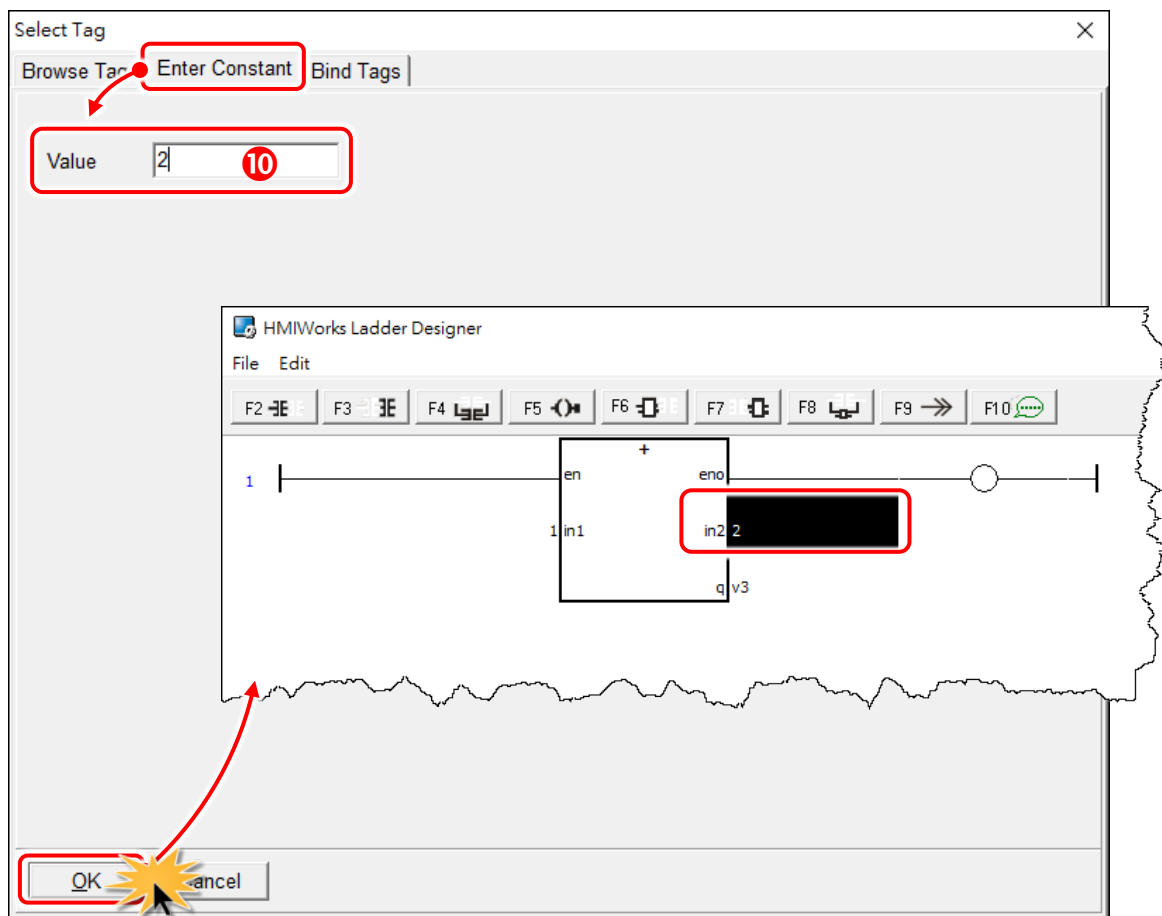 Select Tag
Browse Tag Enter Constant Bind Tags
Value 2 10
HMIWorks Ladder Designer
File Edit
F2 F3 F4 F5 F6 F7 F8 F9 F10
+
1 en eno
1 in1 in2 2
q v3
OK